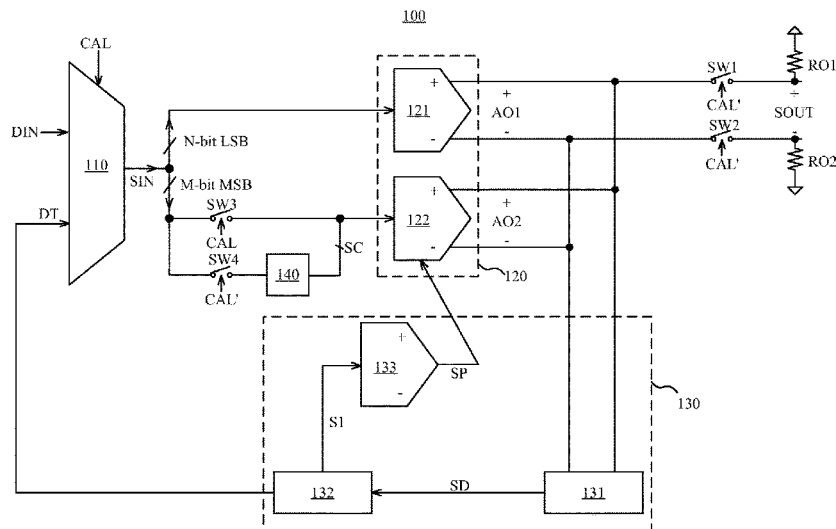 100
CAL
DIN
110
SIN
DT
N-bit LSB
M-bit MSB
SW3
CAL
SW4
CAL'
140
SC
121
+
-
+
AO1
-
122
+
-
+
AO2
-
120
SW1
CAL'
SW2
CAL'
RO1
+
SOUT
-
RO2
133
+
-
SP
S1
130
132
SD
131